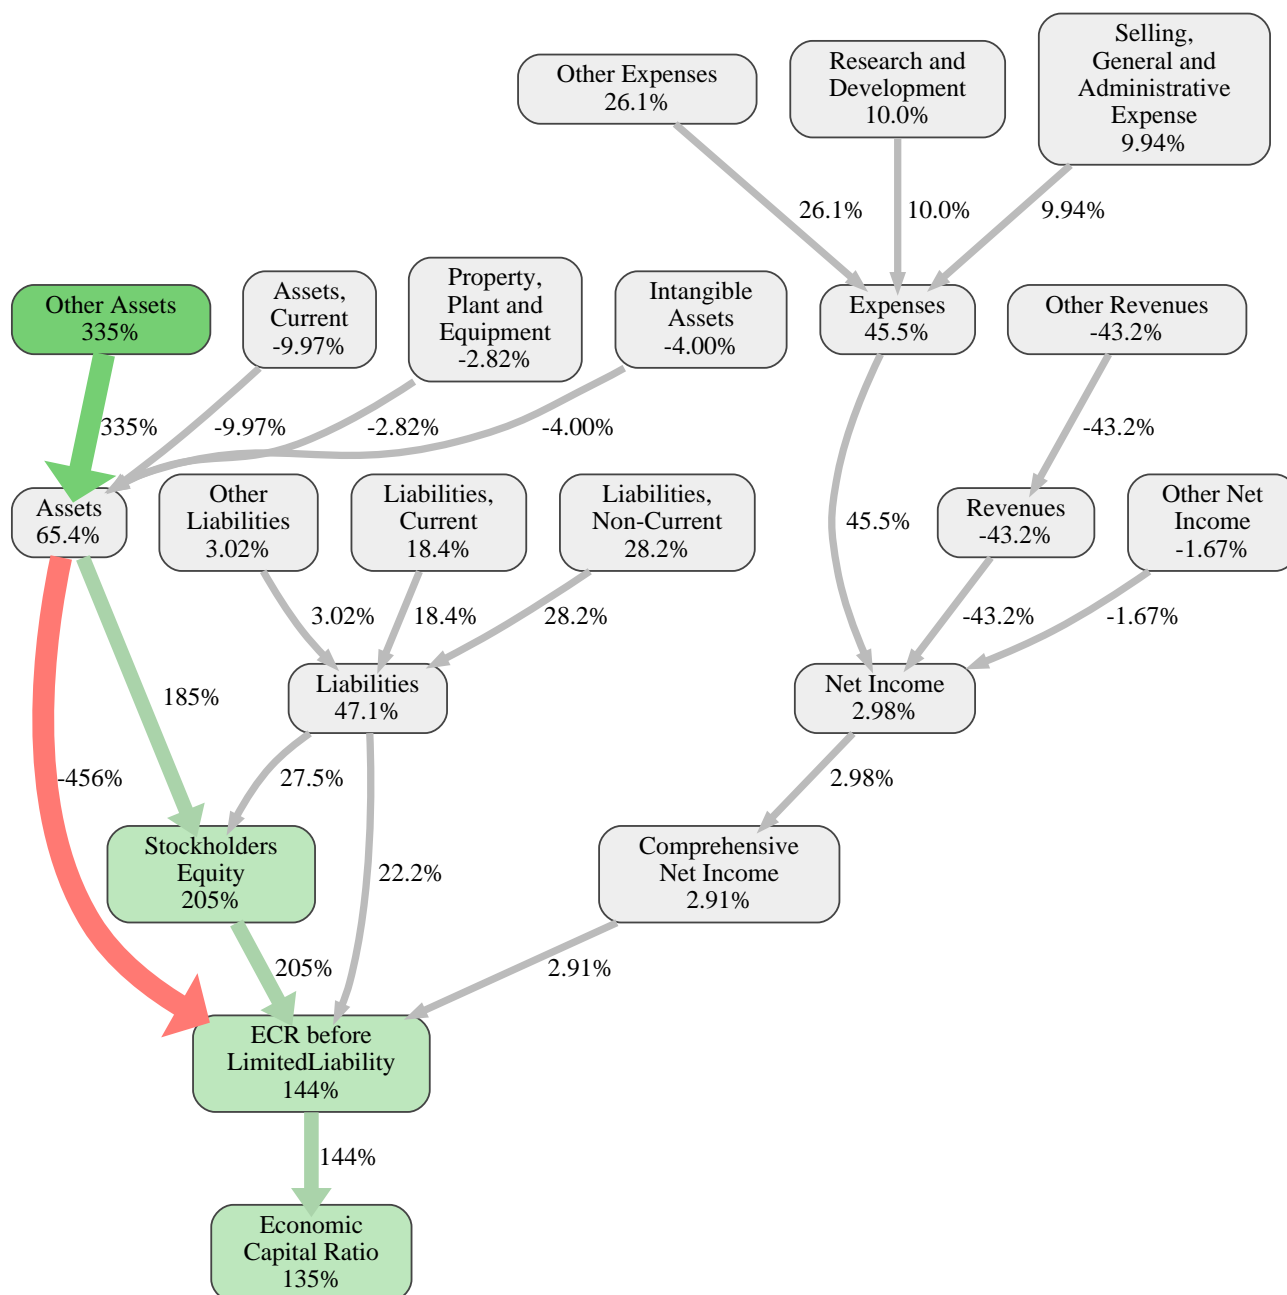 Selling,
General and
Administrative
Expense
9.94%
Research and
Development
10.0%
Other Expenses
26.1%
26.1%
10.0%
9.94%
Other Assets
335%
Assets,
Current
-9.97%
Property,
Plant and
Equipment
-2.82%
Intangible
Assets
-4.00%
Expenses
45.5%
Other Revenues
-43.2%
335%
-9.97%
-2.82%
-4.00%
-43.2%
Assets
65.4%
Other
Liabilities
3.02%
Liabilities,
Current
18.4%
Liabilities,
Non-Current
28.2%
45.5%
Revenues
-43.2%
Other Net
Income
-1.67%
3.02%
18.4%
28.2%
-43.2%
-1.67%
185%
Liabilities
47.1%
Net Income
2.98%
-456%
27.5%
2.98%
Stockholders
Equity
205%
22.2%
Comprehensive
Net Income
2.91%
205%
2.91%
ECR before
LimitedLiability
144%
144%
Economic
Capital Ratio
135%